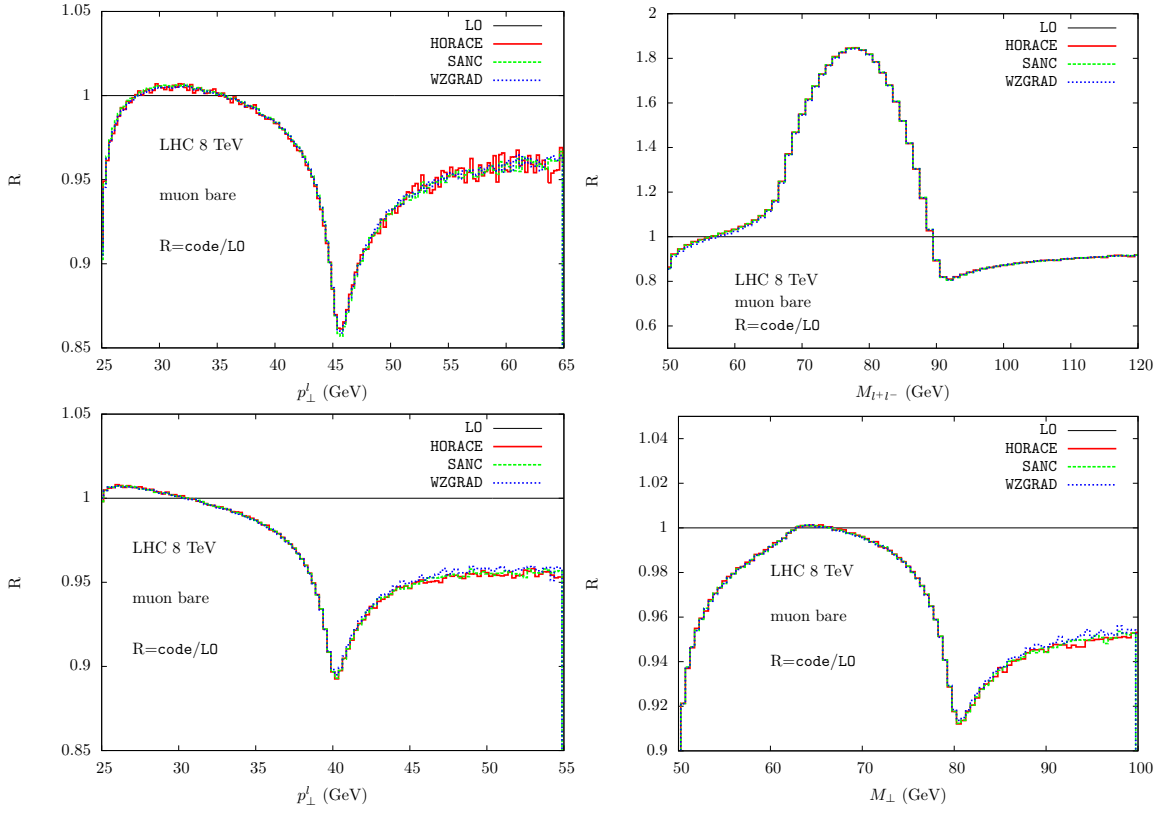 1.05
1
0.95
0.9
0.85
R
LO
HORACE
SANC
WZGRAD
LHC 8 TeV
muon bare
R=code/LO
25 30 35 40 45 50 55 60 65
p⊥^l (GeV)
2
1.8
1.6
1.4
1.2
1
0.8
0.6
R
LO
HORACE
SANC
WZGRAD
LHC 8 TeV
muon bare
R=code/LO
50 60 70 80 90 100 110 120
M_l+l− (GeV)
1.05
1
0.95
0.9
0.85
R
LO
HORACE
SANC
WZGRAD
LHC 8 TeV
muon bare
R=code/LO
25 30 35 40 45 50 55
p⊥^l (GeV)
1.04
1.02
1
0.98
0.96
0.94
0.92
0.9
R
LO
HORACE
SANC
WZGRAD
LHC 8 TeV
muon bare
R=code/LO
50 60 70 80 90 100
M⊥ (GeV)